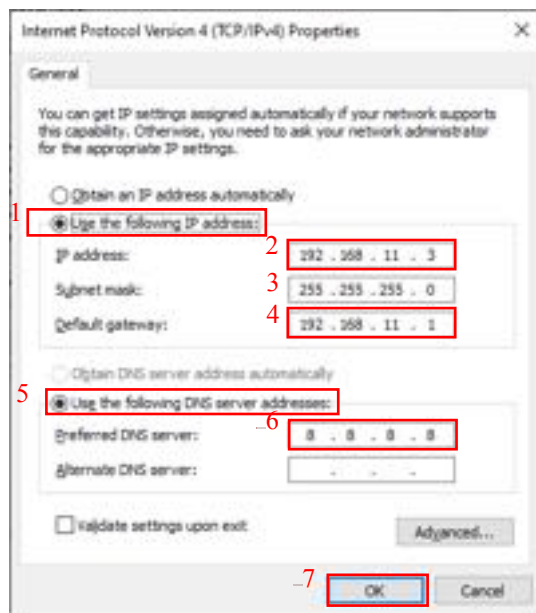 Internet Protocol Version 4 (TCP/IPv4) Properties
General
You can get IP settings assigned automatically if your network supports
this capability. Otherwise, you need to ask your network administrator
for the appropriate IP settings.
Obtain an IP address automatically
1 Use the following IP address:
IP address: 2 192 . 168 . 11 . 3
Subnet mask: 3 255 . 255 . 255 . 0
Default gateway: 4 192 . 168 . 11 . 1
Obtain DNS server address automatically
5 Use the following DNS server addresses:
Preferred DNS server: 6 8 . 8 . 8 . 8
Alternate DNS server: . . .
Validate settings upon exit Advanced...
7 OK Cancel